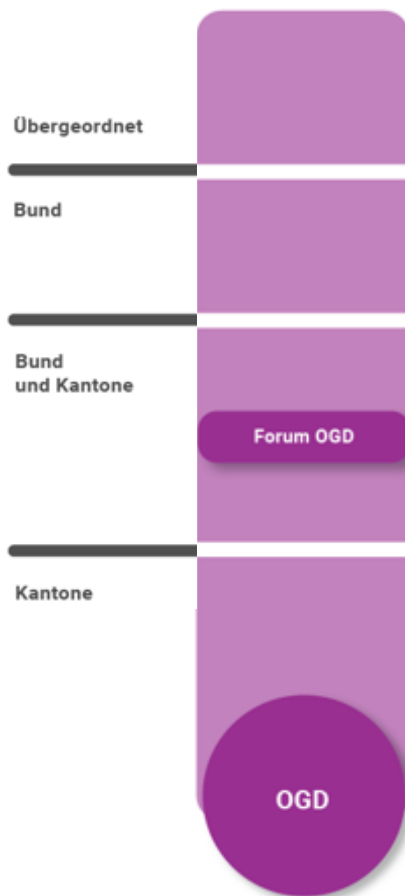 Übergeordnet
Bund
Bund
und Kantone
Forum OGD
Kantone
OGD